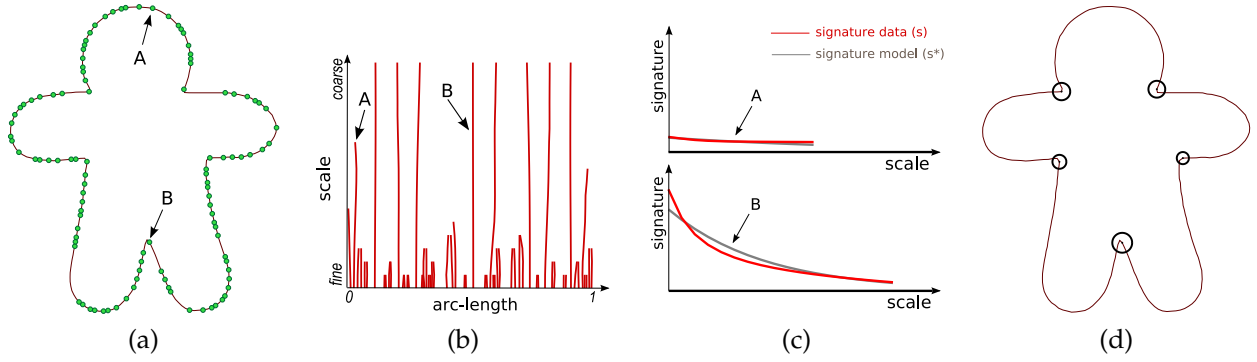 A
B
(a)
coarse
scale
fine
A
B
0
arc-length
1
(b)
signature
signature data (s)
signature model (s*)
A
scale
signature
B
scale
(c)
(d)